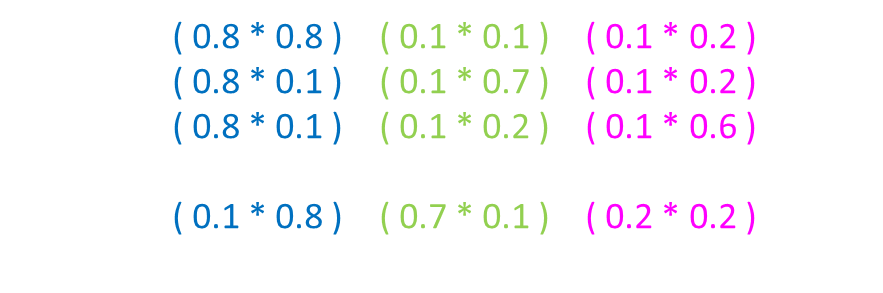 ( 0.8 * 0.8 ) ( 0.1 * 0.1 ) ( 0.1 * 0.2 )
( 0.8 * 0.1 ) ( 0.1 * 0.7 ) ( 0.1 * 0.2 )
( 0.8 * 0.1 ) ( 0.1 * 0.2 ) ( 0.1 * 0.6 )
( 0.1 * 0.8 ) ( 0.7 * 0.1 ) ( 0.2 * 0.2 )